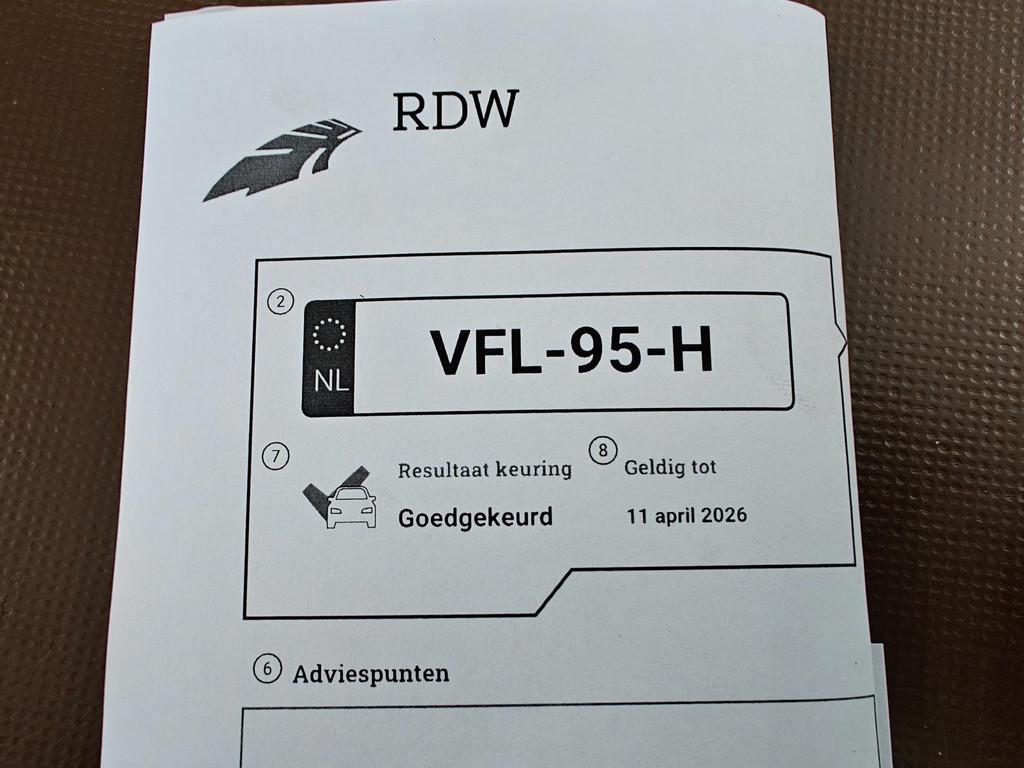 RDW
2
NL
VFL-95-H
7
Resultaat keuring
8
Geldig tot
Goedgekeurd
11 april 2026
6 Adviespunten